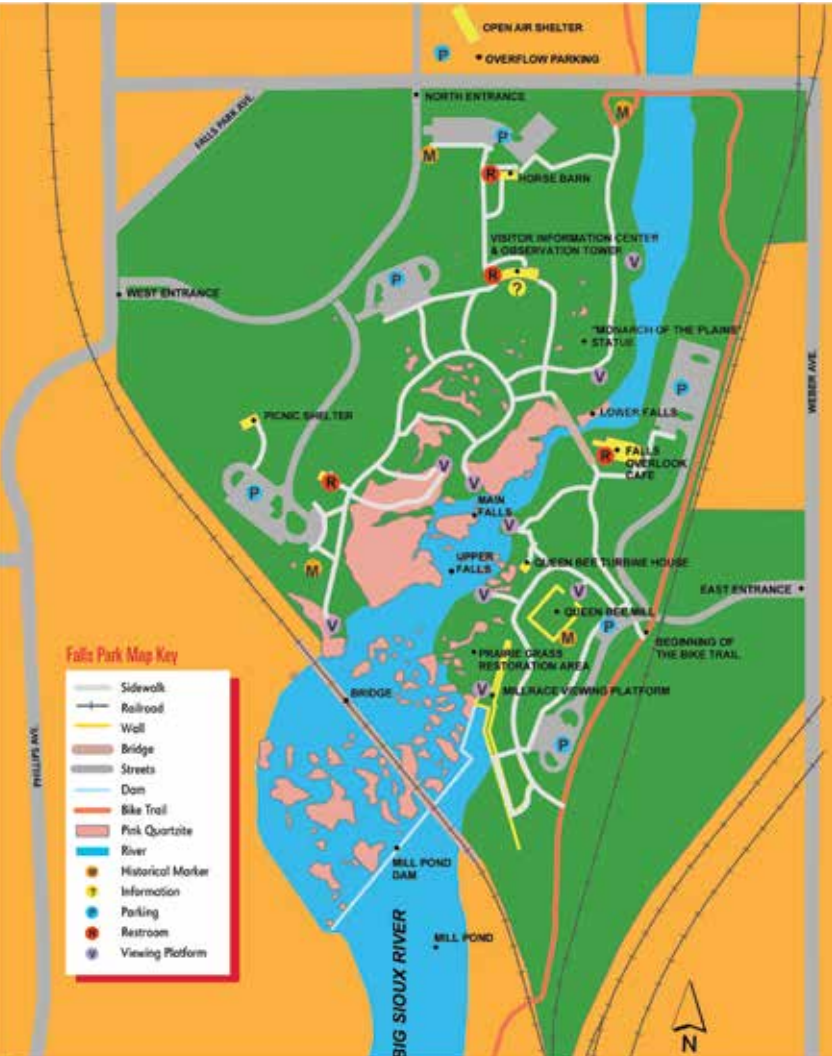 OPEN AIR SHELTER
P
OVERFLOW PARKING
NORTH ENTRANCE
FALLS PARK AVE.
M
P
M
R
HORSE BARN
VISITOR INFORMATION CENTER
& OBSERVATION TOWER
V
R
?
P
WEST ENTRANCE
"MONARCH OF THE PLAINS"
STATUE
V
P
WEBER AVE.
PICNIC SHELTER
LOWER FALLS
R
FALLS
OVERLOOK
CAFE
V
V
R
P
MAIN
FALLS
V
UPPER
FALLS
QUEEN BEE TURBINE HOUSE
M
V
V
EAST ENTRANCE
QUEEN BEE MILL
V
M
P
BEGINNING OF
THE BIKE TRAIL
PRAIRIE GRASS
RESTORATION AREA
V
MILLRACE VIEWING PLATFORM
BRIDGE
P
PHILLIPS AVE.
Falls Park Map Key
Sidewalk
Railroad
Wall
Bridge
Streets
Dam
Bike Trail
Pink Quartzite
River
M Historical Marker
? Information
P Parking
R Restroom
V Viewing Platform
MILL POND
DAM
MILL POND
BIG SIOUX RIVER
N